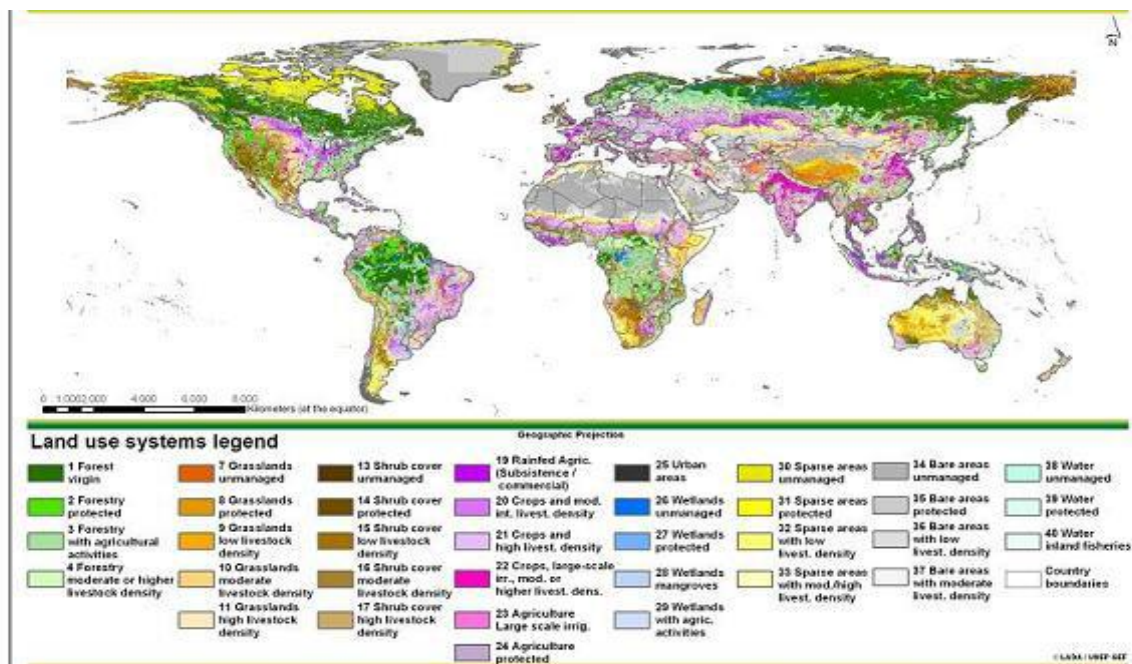 N
0 1.0002.000 4.000 6.000 8.000
Kilometers (at the equator)
Geographic Projection
Land use systems legend
1 Forest
virgin
2 Forestry
protected
3 Forestry
with agricultural
activities
4 Forestry
moderate or higher
livestock density
7 Grasslands
unmanaged
8 Grasslands
protected
9 Grasslands
low livestock
density
10 Grasslands
moderate
livestock density
11 Grasslands
high livestock
density
13 Shrub cover
unmanaged
14 Shrub cover
protected
15 Shrub cover
low livestock
density
16 Shrub cover
moderate
livestock density
17 Shrub cover
high livestock
density
19 Rainfed Agric.
(Subsistence /
commercial)
20 Crops and mod.
int. livest. density
21 Crops and
high livest. density
22 Crops, large-scale
irr., mod. or
higher livest. dens.
23 Agriculture
Large scale irrig.
24 Agriculture
protected
25 Urban
areas
26 Wetlands
unmanaged
27 Wetlands
protected
28 Wetlands
mangroves
29 Wetlands
with agric.
activities
30 Sparse areas
unmanaged
31 Sparse areas
protected
32 Sparse areas
with low
livest. density
33 Sparse areas
with mod./high
livest. density
34 Bare areas
unmanaged
35 Bare areas
protected
36 Bare areas
with low
livest. density
37 Bare areas
with moderate
livest. density
38 Water
unmanaged
39 Water
protected
40 Water
inland fisheries
Country
boundaries
© LADA / UNEP GEF